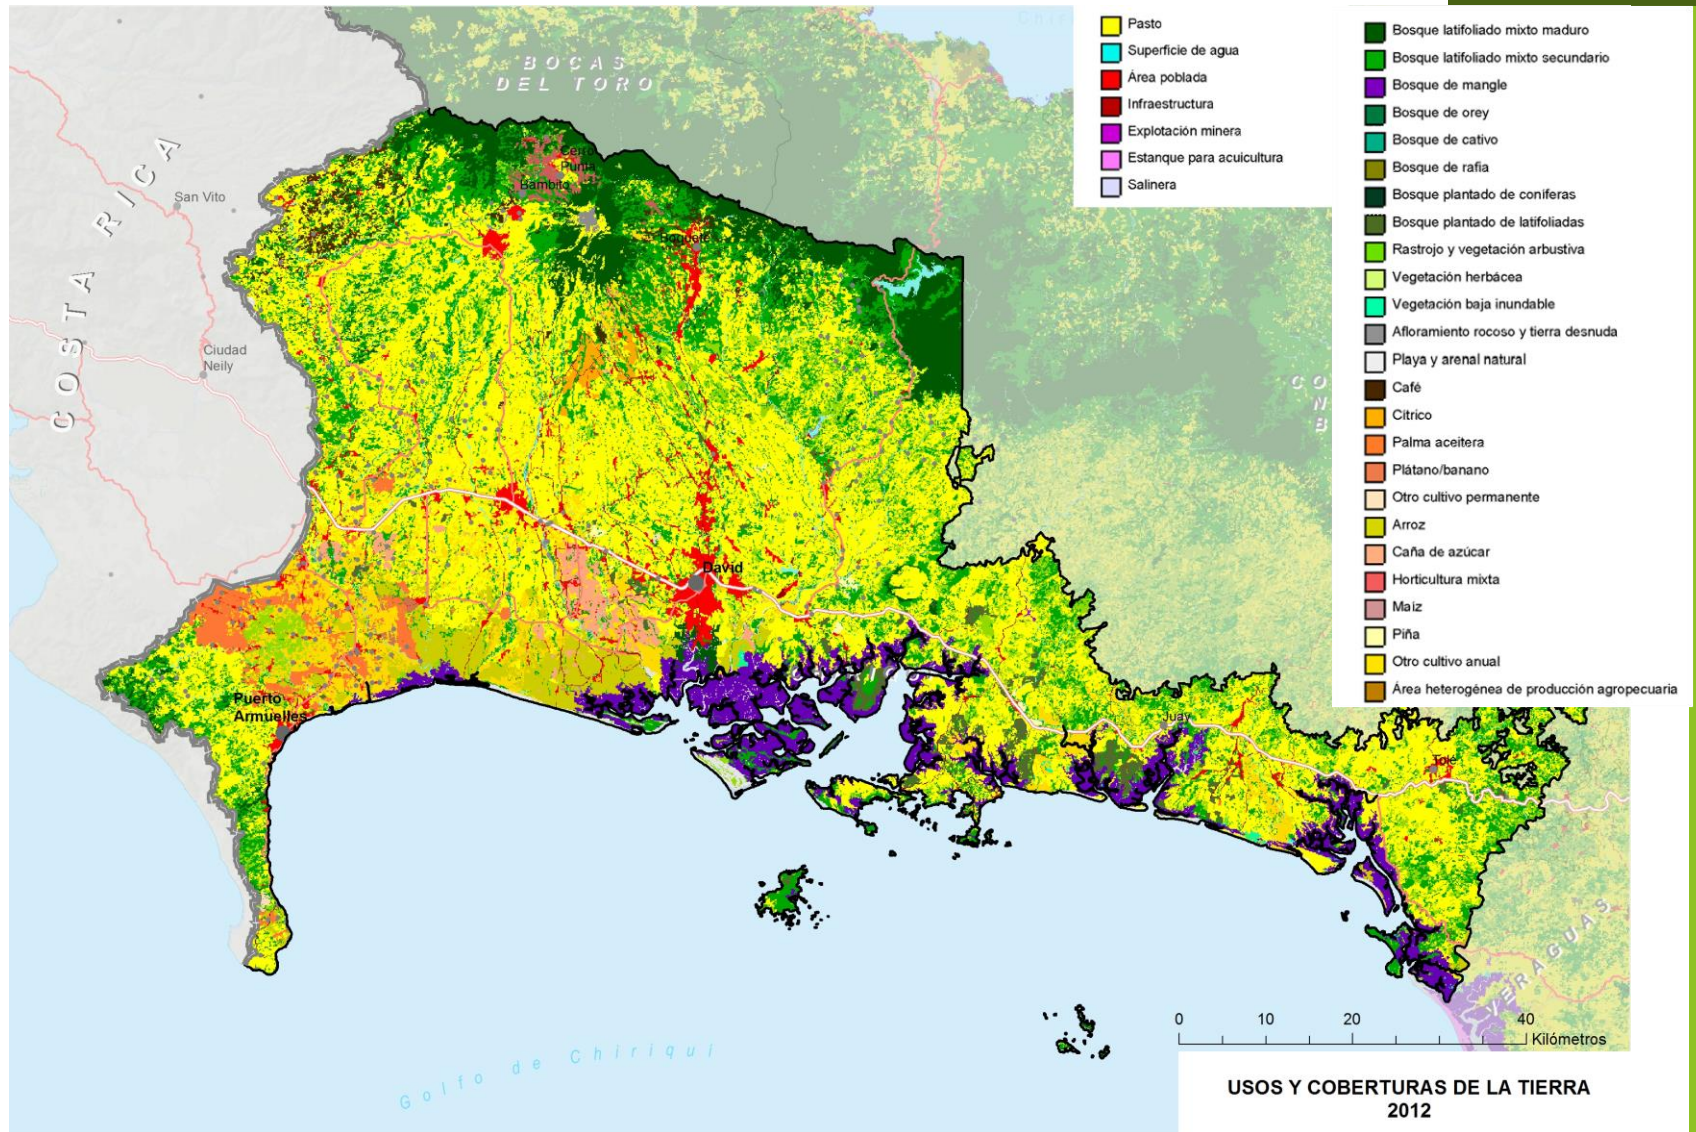 Chiri
BOCAS
DEL TORO
COSTA RICA
San Vito
Ciudad
Neily
Cerro
Punta
Bambito
Boquete
David
Puerto
Armuelles
Juay
Tolé
CO
N
B
VERAGUAS
Golfo de Chiriquí
Pasto
Superficie de agua
Área poblada
Infraestructura
Explotación minera
Estanque para acuicultura
Salinera
Bosque latifoliado mixto maduro
Bosque latifoliado mixto secundario
Bosque de mangle
Bosque de orey
Bosque de cativo
Bosque de rafia
Bosque plantado de coníferas
Bosque plantado de latifoliadas
Rastrojo y vegetación arbustiva
Vegetación herbácea
Vegetación baja inundable
Afloramiento rocoso y tierra desnuda
Playa y arenal natural
Café
Cítrico
Palma aceitera
Plátano/banano
Otro cultivo permanente
Arroz
Caña de azúcar
Horticultura mixta
Maíz
Piña
Otro cultivo anual
Área heterogénea de producción agropecuaria
0 10 20 40
Kilómetros
USOS Y COBERTURAS DE LA TIERRA
2012